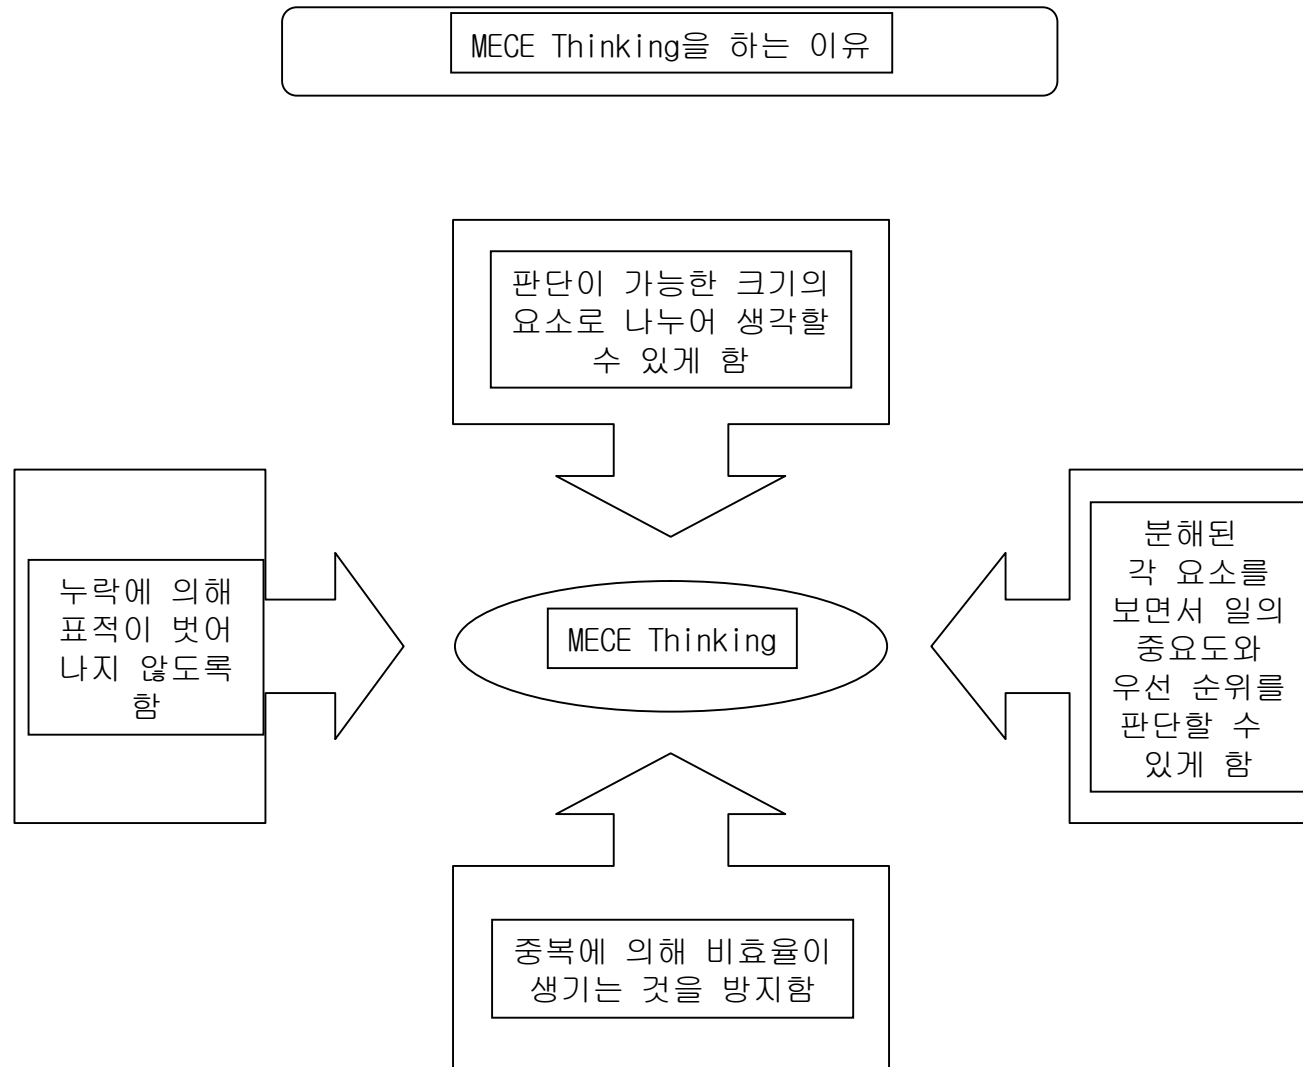 MECE Thinking을 하는 이유
판단이 가능한 크기의
요소로 나누어 생각할
수 있게 함
누락에 의해
표적이 벗어
나지 않도록
함
MECE Thinking
분해된
각 요소를
보면서 일의
중요도와
우선 순위를
판단할 수
있게 함
중복에 의해 비효율이
생기는 것을 방지함